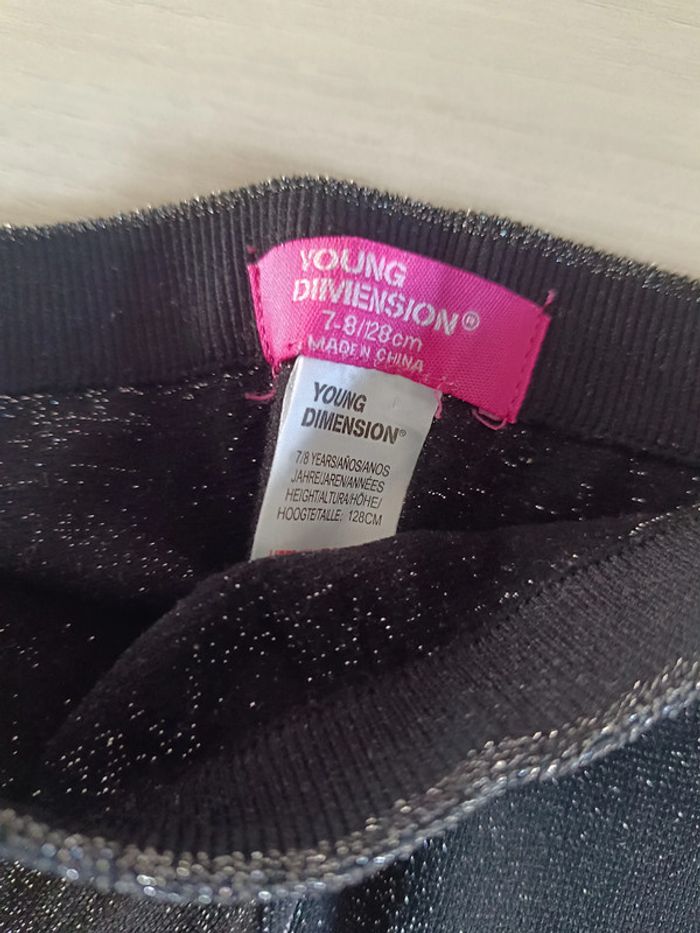 YOUNG
DIMENSION®
7-8/128cm
MADE IN CHINA
YOUNG
DIMENSION®
7/8 YEARS/AÑOS/ANOS
JAHRE/JAREN/ANNÉES
HEIGHT/ALTURA/HÖHE/
HOOGTE/TAILLE: 128CM